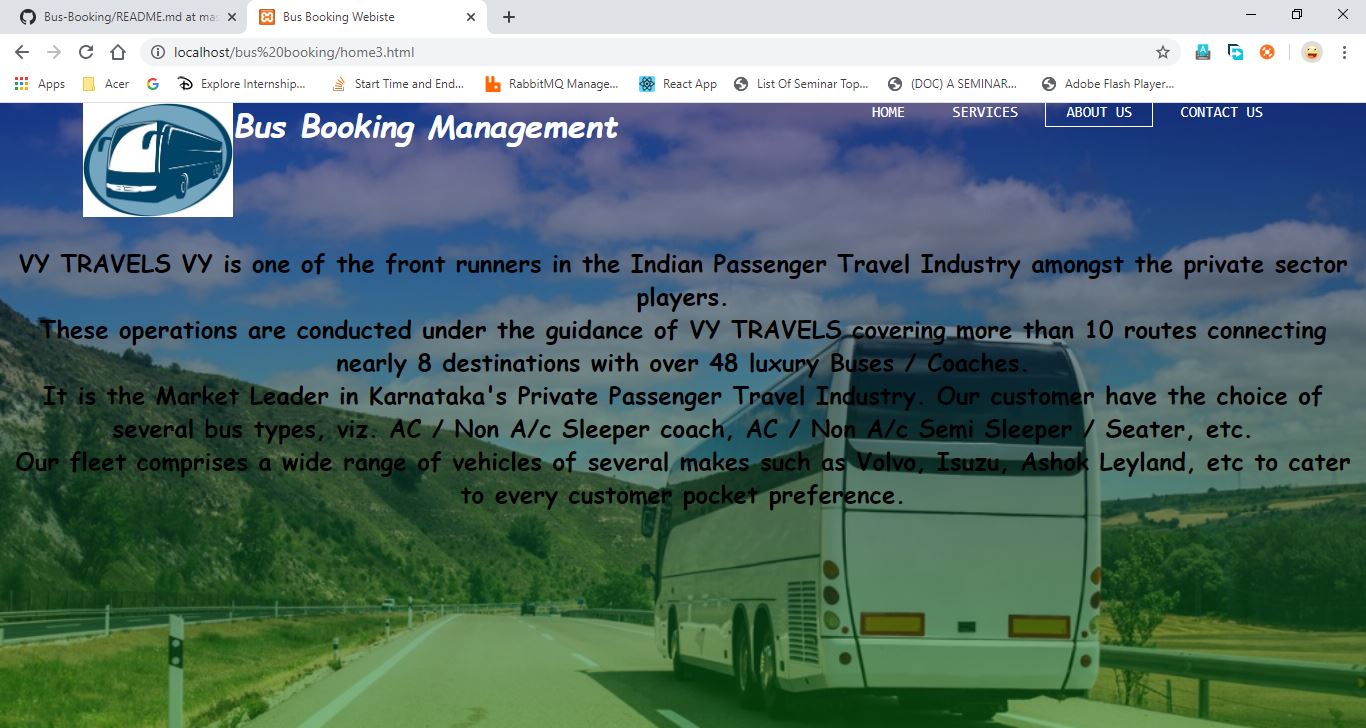 Bus-Booking/README.md at mas
Bus Booking Webiste
localhost/bus%20booking/home3.html
Apps
Acer
Explore Internship...
Start Time and End...
RabbitMQ Manage...
React App
List Of Seminar Top...
(DOC) A SEMINAR...
Adobe Flash Player...
Bus Booking Management
HOME
SERVICES
ABOUT US
CONTACT US
VY TRAVELS VY is one of the front runners in the Indian Passenger Travel Industry amongst the private sector
players.
These operations are conducted under the guidance of VY TRAVELS covering more than 10 routes connecting
nearly 8 destinations with over 48 luxury Buses / Coaches.
It is the Market Leader in Karnataka's Private Passenger Travel Industry. Our customer have the choice of
several bus types, viz. AC / Non A/c Sleeper coach, AC / Non A/c Semi Sleeper / Seater, etc.
Our fleet comprises a wide range of vehicles of several makes such as Volvo, Isuzu, Ashok Leyland, etc to cater
to every customer pocket preference.